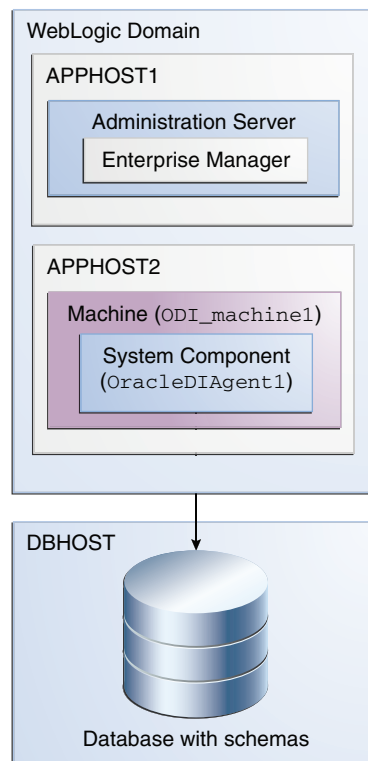 WebLogic Domain
APPHOST1
Administration Server
Enterprise Manager
APPHOST2
Machine (ODI_machine1)
System Component
(OracleDIAgent1)
DBHOST
Database with schemas